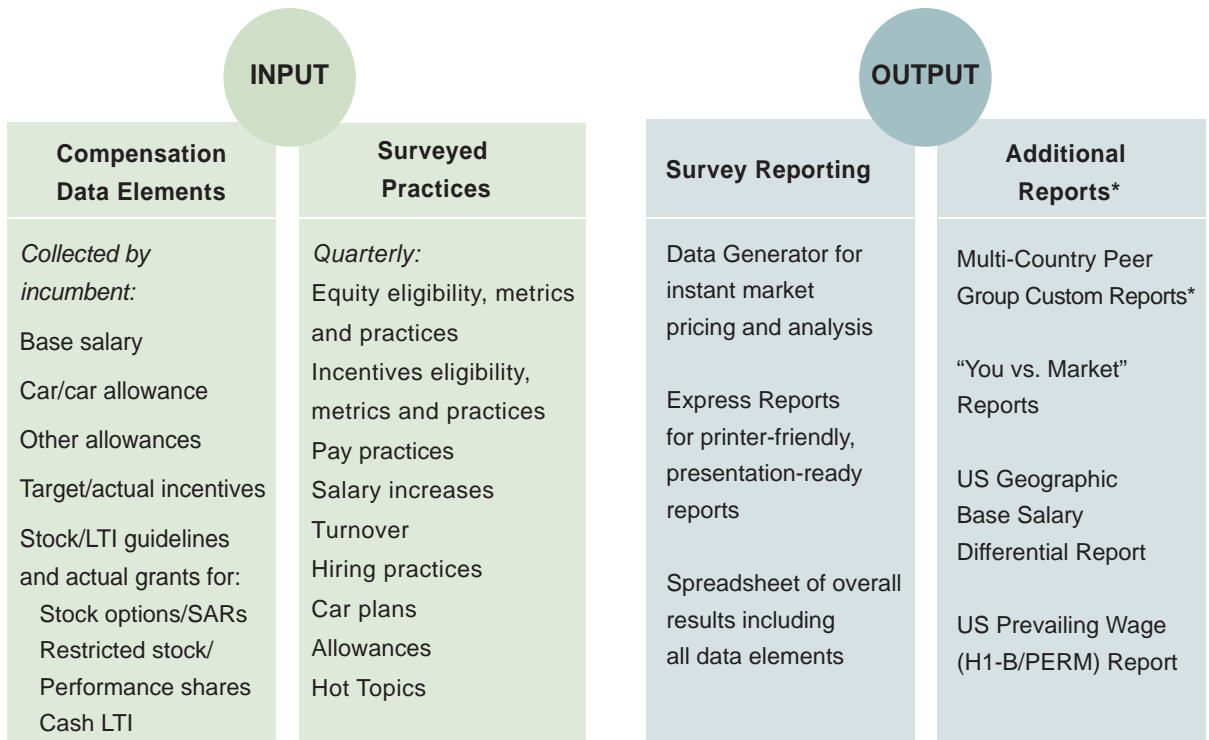 INPUT
Compensation
Data Elements
Collected by
incumbent:
Base salary
Car/car allowance
Other allowances
Target/actual incentives
Stock/LTI guidelines
and actual grants for:
Stock options/SARs
Restricted stock/
Performance shares
Cash LTI
Surveyed
Practices
Quarterly:
Equity eligibility, metrics
and practices
Incentives eligibility,
metrics and practices
Pay practices
Salary increases
Turnover
Hiring practices
Car plans
Allowances
Hot Topics
OUTPUT
Survey Reporting
Data Generator for
instant market
pricing and analysis
Express Reports
for printer-friendly,
presentation-ready
reports
Spreadsheet of overall
results including
all data elements
Additional
Reports*
Multi-Country Peer
Group Custom Reports*
“You vs. Market”
Reports
US Geographic
Base Salary
Differential Report
US Prevailing Wage
(H1-B/PERM) Report